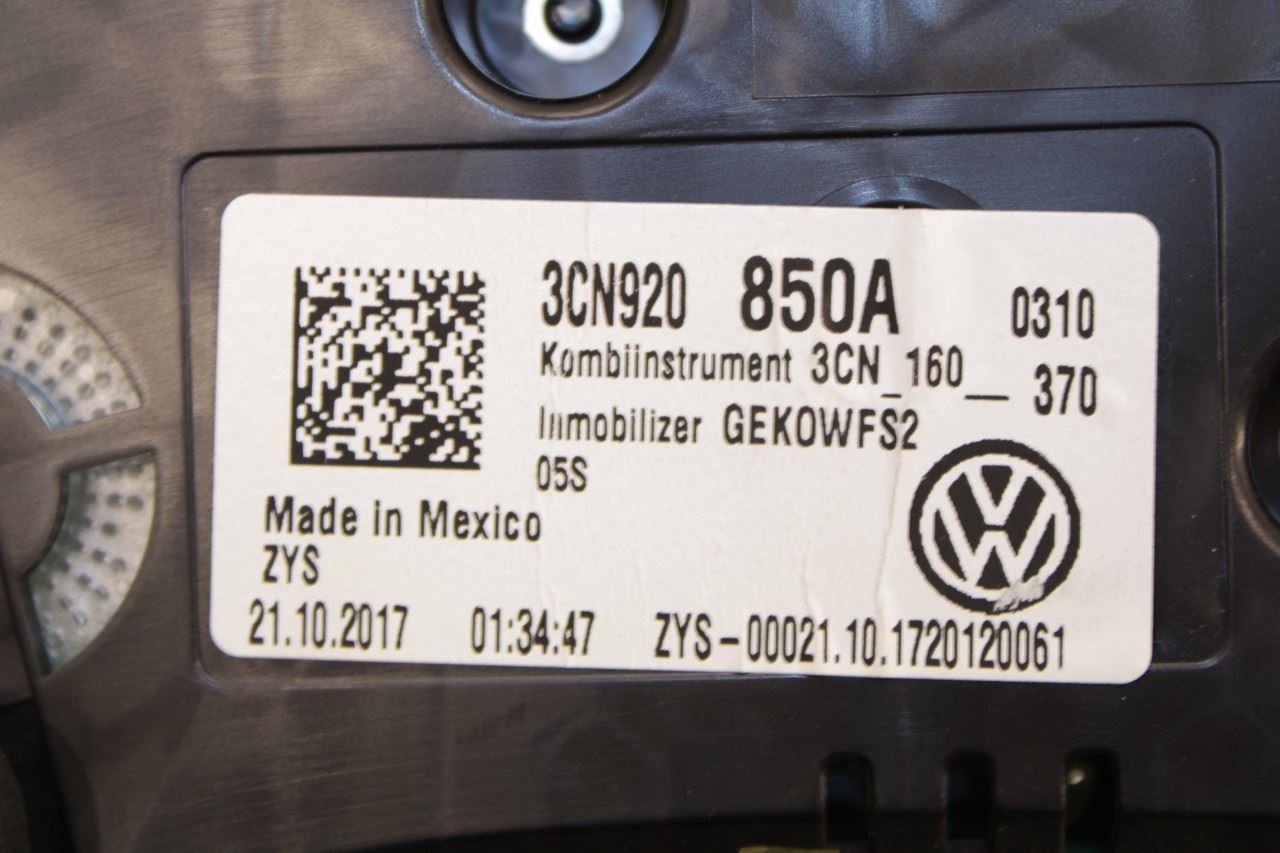 3CN920 850A 0310
Kombiinstrument 3CN_160__ 370
Immobilizer GEKOWFS2
05S
Made in Mexico
ZYS
21.10.2017 01:34:47 ZYS-00021.10.1720120061